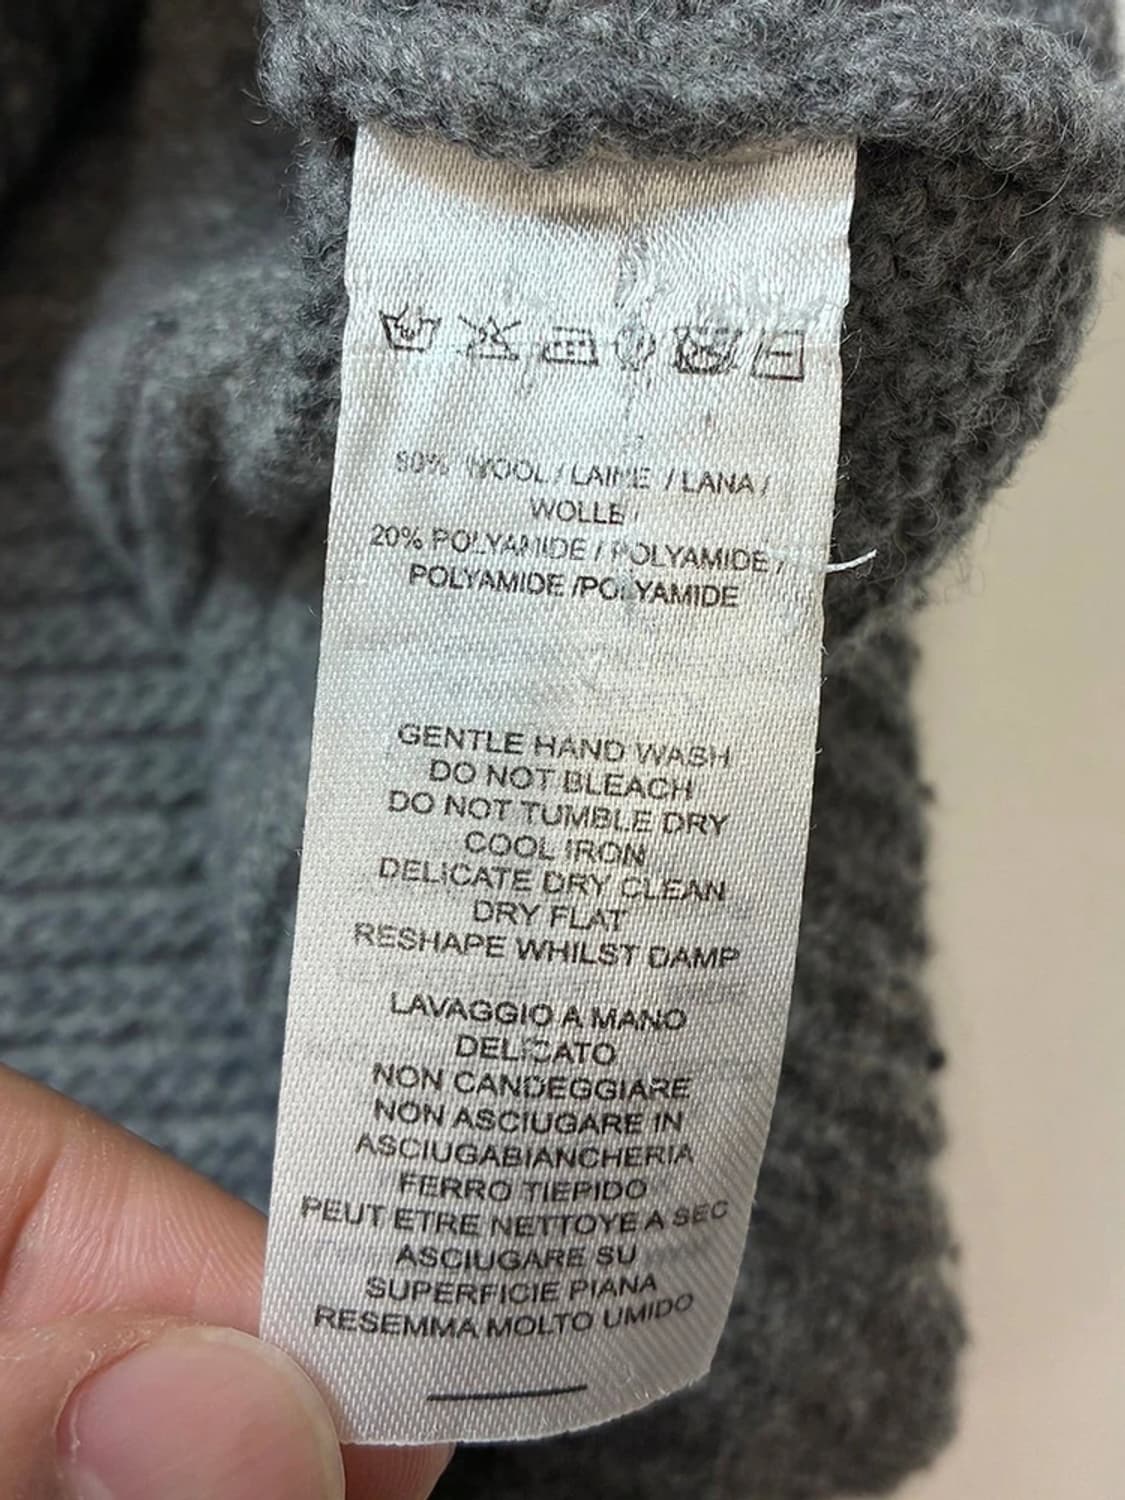 80% WOOL / LAINE / LANA /
WOLLE /
20% POLYAMIDE / POLYAMIDE /
POLYAMIDE /POLYAMIDE
GENTLE HAND WASH
DO NOT BLEACH
DO NOT TUMBLE DRY
COOL IRON
DELICATE DRY CLEAN
DRY FLAT
RESHAPE WHILST DAMP
LAVAGGIO A MANO
DELICATO
NON CANDEGGIARE
NON ASCIUGARE IN
ASCIUGABIANCHERIA
FERRO TIEPIDO
PEUT ETRE NETTOYE A SEC
ASCIUGARE SU
SUPERFICIE PIANA
RESEMMA MOLTO UMIDO